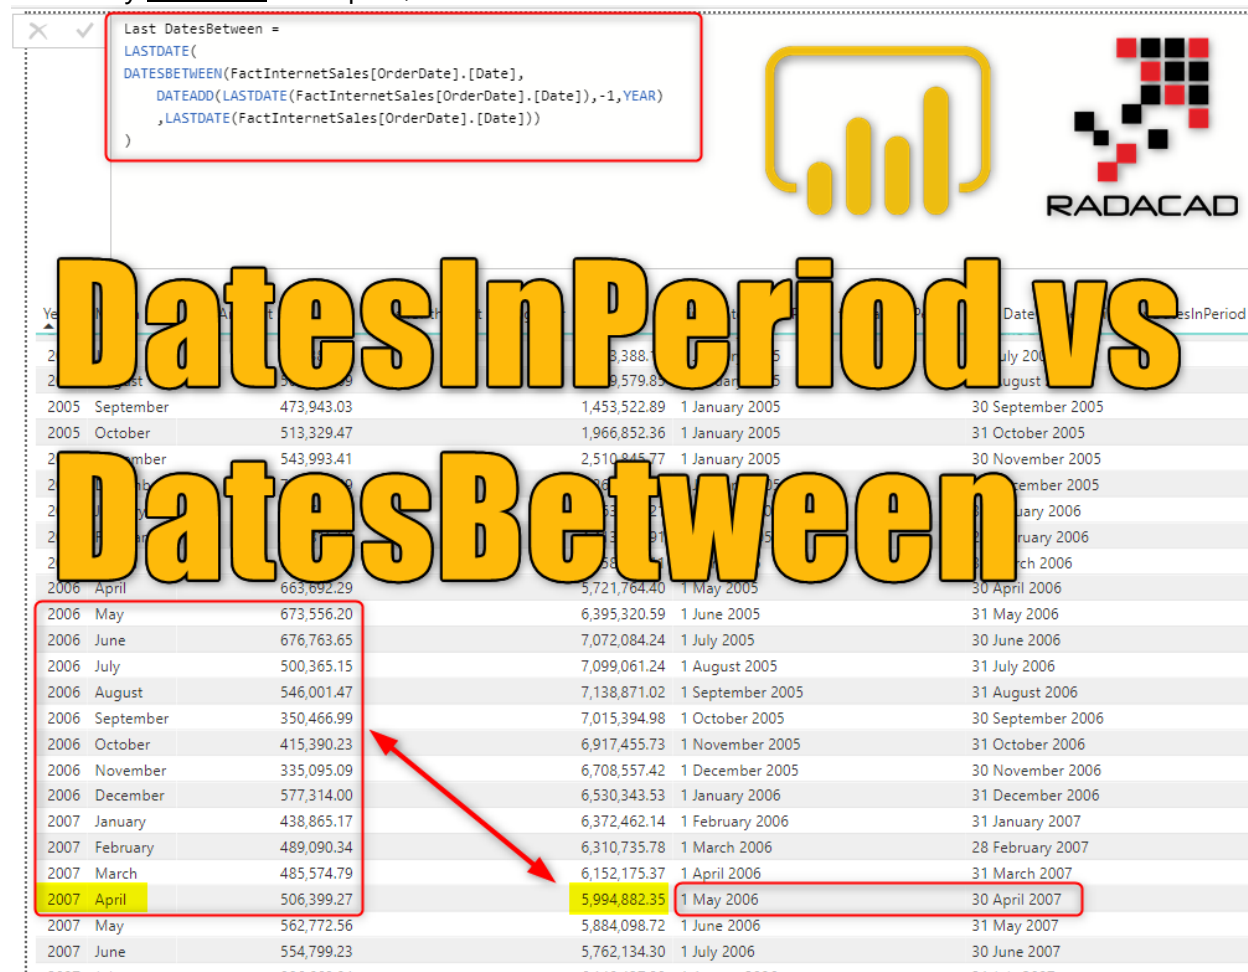 Last DatesBetween =
LASTDATE(
DATESBETWEEN(FactInternetSales[OrderDate].[Date],
DATEADD(LASTDATE(FactInternetSales[OrderDate].[Date]),-1,YEAR)
,LASTDATE(FactInternetSales[OrderDate].[Date]))
)
RADACAD
DatesInPeriod vs
DatesBetween
2005 September 473,943.03 1,453,522.89 1 January 2005 30 September 2005
2005 October 513,329.47 1,966,852.36 1 January 2005 31 October 2005
543,993.41 1 January 2005 30 November 2005
2006 April 663,692.29 5,721,764.40 1 May 2005 30 April 2006
2006 May 673,556.20 6,395,320.59 1 June 2005 31 May 2006
2006 June 676,763.65 7,072,084.24 1 July 2005 30 June 2006
2006 July 500,365.15 7,099,061.24 1 August 2005 31 July 2006
2006 August 546,001.47 7,138,871.02 1 September 2005 31 August 2006
2006 September 350,466.99 7,015,394.98 1 October 2005 30 September 2006
2006 October 415,390.23 6,917,455.73 1 November 2005 31 October 2006
2006 November 335,095.09 6,708,557.42 1 December 2005 30 November 2006
2006 December 577,314.00 6,530,343.53 1 January 2006 31 December 2006
2007 January 438,865.17 6,372,462.14 1 February 2006 31 January 2007
2007 February 489,090.34 6,310,735.78 1 March 2006 28 February 2007
2007 March 485,574.79 6,152,175.37 1 April 2006 31 March 2007
2007 April 506,399.27 5,994,882.35 1 May 2006 30 April 2007
2007 May 562,772.56 5,884,098.72 1 June 2006 31 May 2007
2007 June 554,799.23 5,762,134.30 1 July 2006 30 June 2007